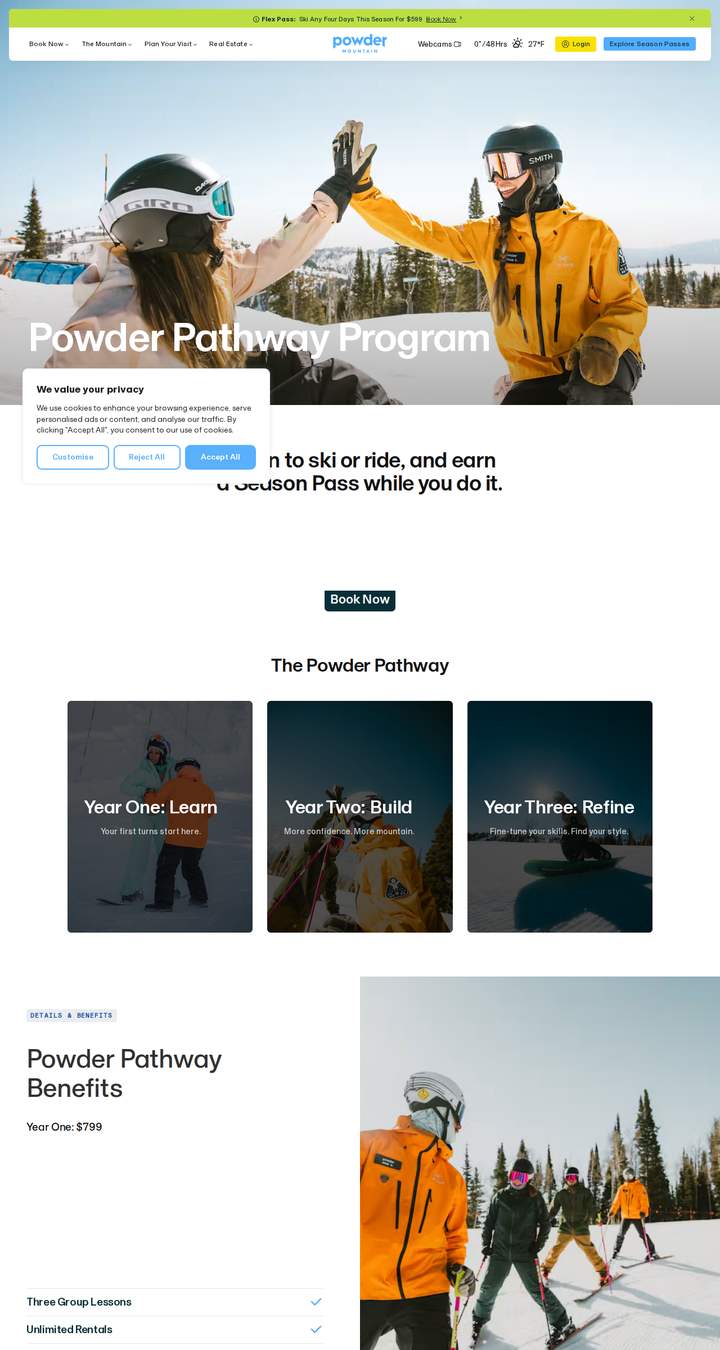 Flex Pass: Ski Any Four Days This Season For $599 Book Now
Book Now
The Mountain
Plan Your Visit
Real Estate
powder
MOUNTAIN
Webcams
0"/48Hrs
27°F
Login
Explore Season Passes
GIRO
SMITH
Powder Pathway Program
We value your privacy
We use cookies to enhance your browsing experience, serve
personalised ads or content, and analyse our traffic. By
clicking "Accept All", you consent to our use of cookies.
Customise
Reject All
Accept All
n to ski or ride, and earn
a Season Pass while you do it.
Book Now
The Powder Pathway
Year One: Learn
Your first turns start here.
Year Two: Build
More confidence. More mountain.
Year Three: Refine
Fine-tune your skills. Find your style.
DETAILS & BENEFITS
Powder Pathway
Benefits
Year One: $799
Three Group Lessons
Unlimited Rentals